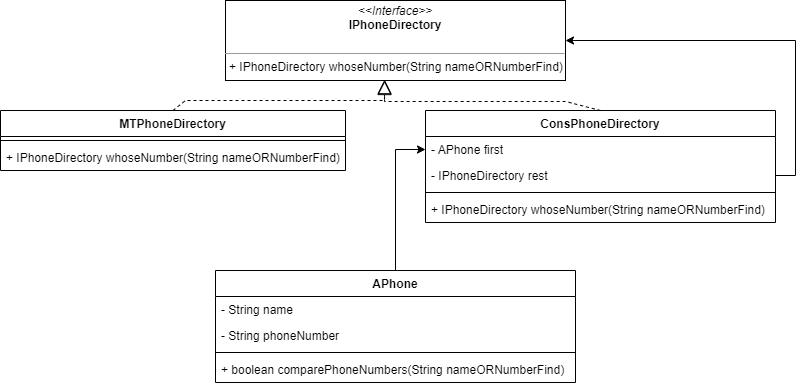 <<Interface>>
IPhoneDirectory
+ IPhoneDirectory whoseNumber(String nameORNumberFind)
MTPhoneDirectory
+ IPhoneDirectory whoseNumber(String nameORNumberFind)
ConsPhoneDirectory
- APhone first
- IPhoneDirectory rest
+ IPhoneDirectory whoseNumber(String nameORNumberFind)
APhone
- String name
- String phoneNumber
+ boolean comparePhoneNumbers(String nameORNumberFind)